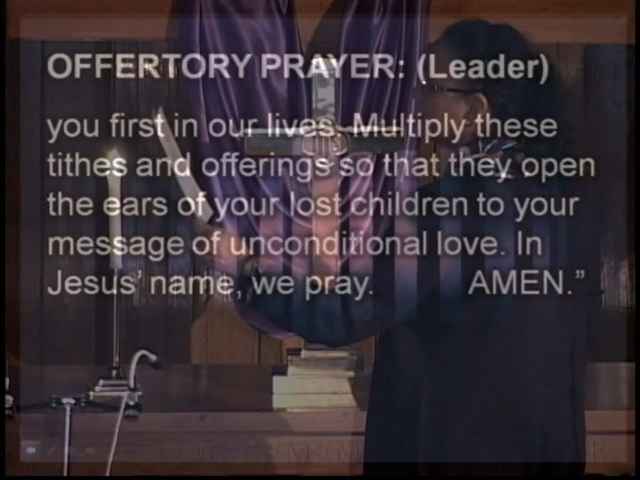 OFFERTORY PRAYER: (Leader)
you first in our lives. Multiply these
tithes and offerings so that they open
the ears of your lost children to your
message of unconditional love. In
Jesus’ name, we pray. AMEN.”